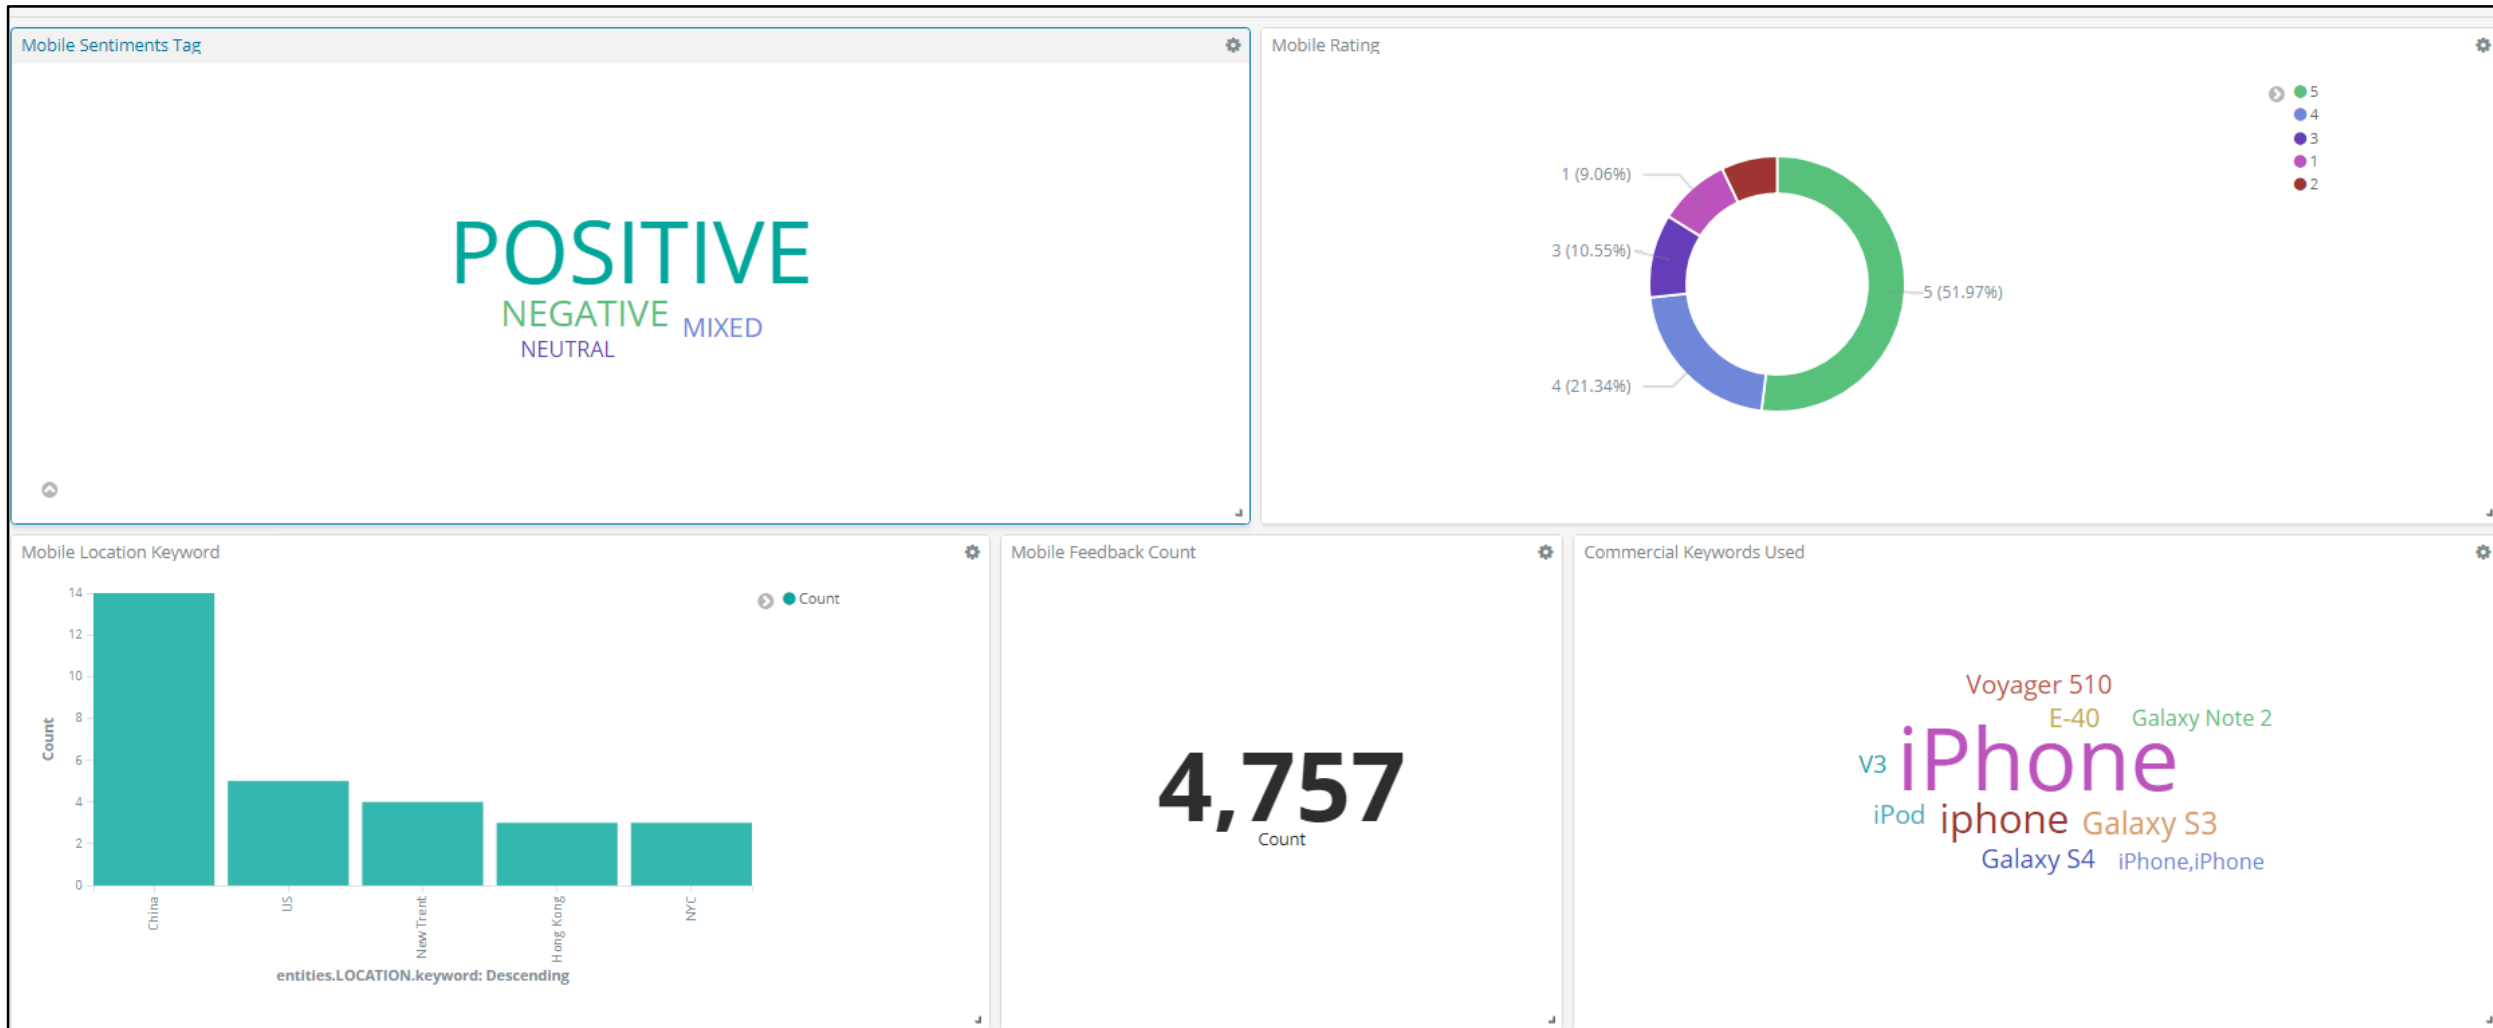 Mobile Sentiments Tag
POSITIVE
NEGATIVE
MIXED
NEUTRAL
Mobile Rating
5
4
3
1
2
1 (9.06%)
3 (10.55%)
5 (51.97%)
4 (21.34%)
Mobile Location Keyword
14
12
10
8
6
4
2
0
Count
Count
China
US
New Trent
Hong Kong
NYC
entities.LOCATION.keyword: Descending
Mobile Feedback Count
4,757
Count
Commercial Keywords Used
Voyager 510
E-40
Galaxy Note 2
V3
iPhone
iPod
iphone
Galaxy S3
Galaxy S4
iPhone,iPhone